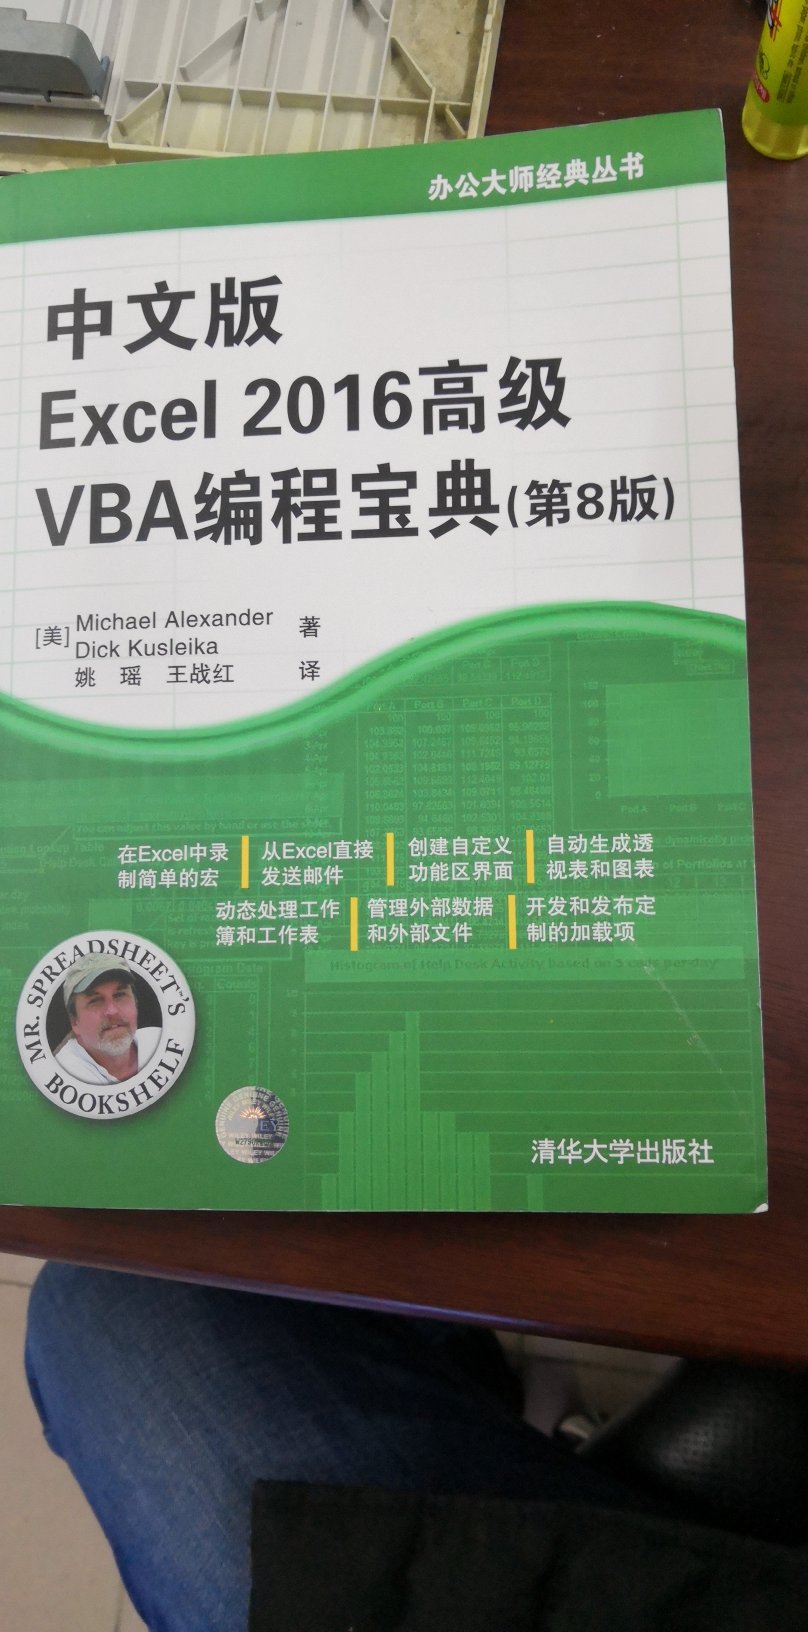 办公大师经典丛书
中文版
Excel 2016高级
VBA编程宝典(第8版)
[美] Michael Alexander
Dick Kusleika 著
姚 瑶 王战红 译
在Excel中录
制简单的宏
从Excel直接
发送邮件
创建自定义
功能区界面
自动生成透
视表和图表
动态处理工作
簿和工作表
管理外部数据
和外部文件
开发和发布定
制的加载项
Histogram of Help Desk Activity based on 3 cads per day
MR. SPREADSHEET'S
BOOKSHELF
清华大学出版社